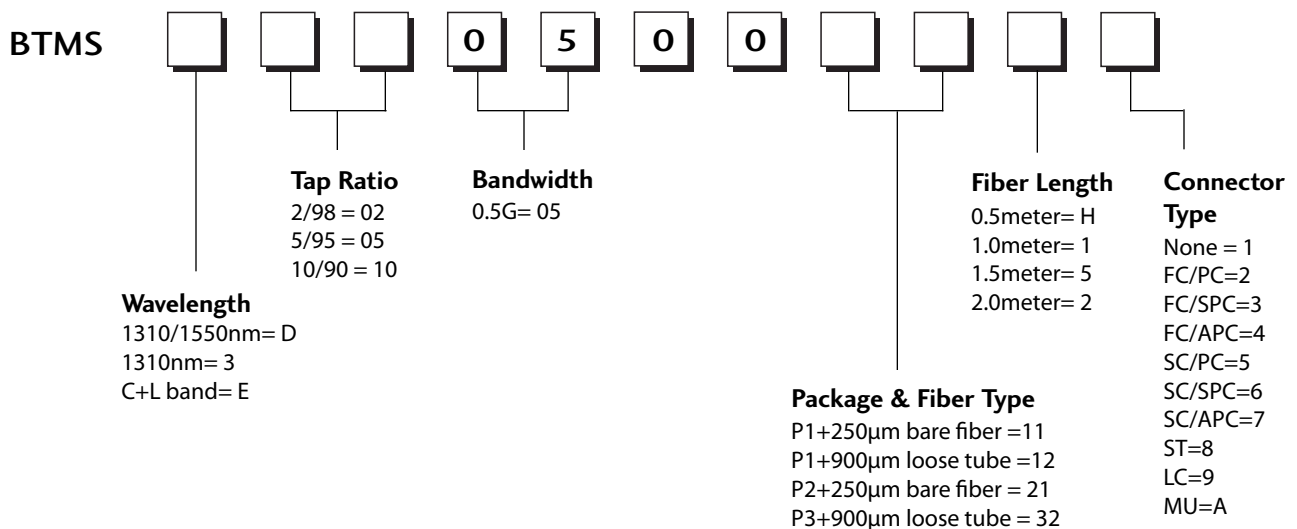 BTMS 0 5 0 0
Tap Ratio
2/98 = 02
5/95 = 05
10/90 = 10
Bandwidth
0.5G= 05
Fiber Length
0.5meter= H
1.0meter= 1
1.5meter= 5
2.0meter= 2
Connector
Type
None = 1
FC/PC=2
FC/SPC=3
FC/APC=4
SC/PC=5
SC/SPC=6
SC/APC=7
ST=8
LC=9
MU=A
Wavelength
1310/1550nm= D
1310nm= 3
C+L band= E
Package & Fiber Type
P1+250μm bare fiber =11
P1+900μm loose tube =12
P2+250μm bare fiber = 21
P3+900μm loose tube = 32